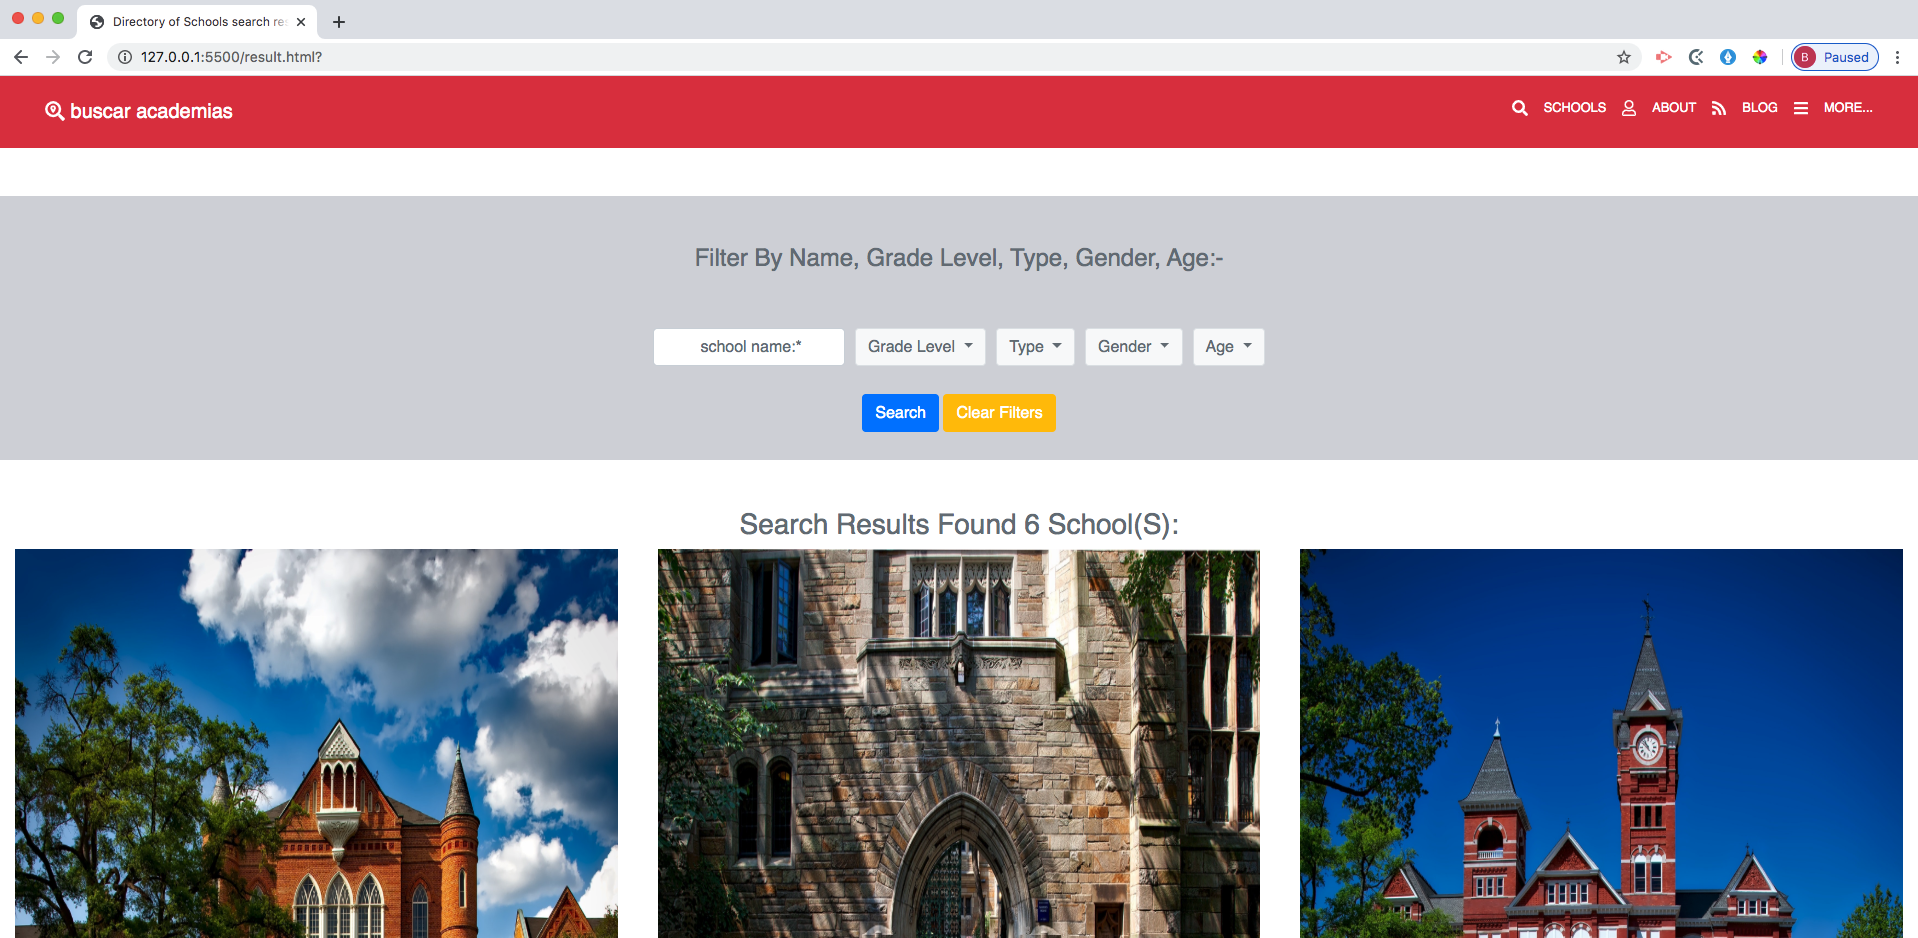 Directory of Schools search re
127.0.0.1:5500/result.html?
B Paused
buscar academias
SCHOOLS ABOUT BLOG MORE...
Filter By Name, Grade Level, Type, Gender, Age:-
school name:* Grade Level Type Gender Age
Search Clear Filters
Search Results Found 6 School(S):